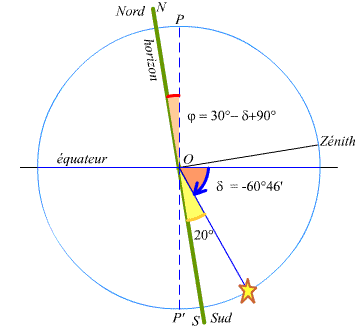 Nord N
P
horizon
φ = 30°– δ+90°
Zénith
équateur
O
δ = -60°46'
20°
P' S Sud